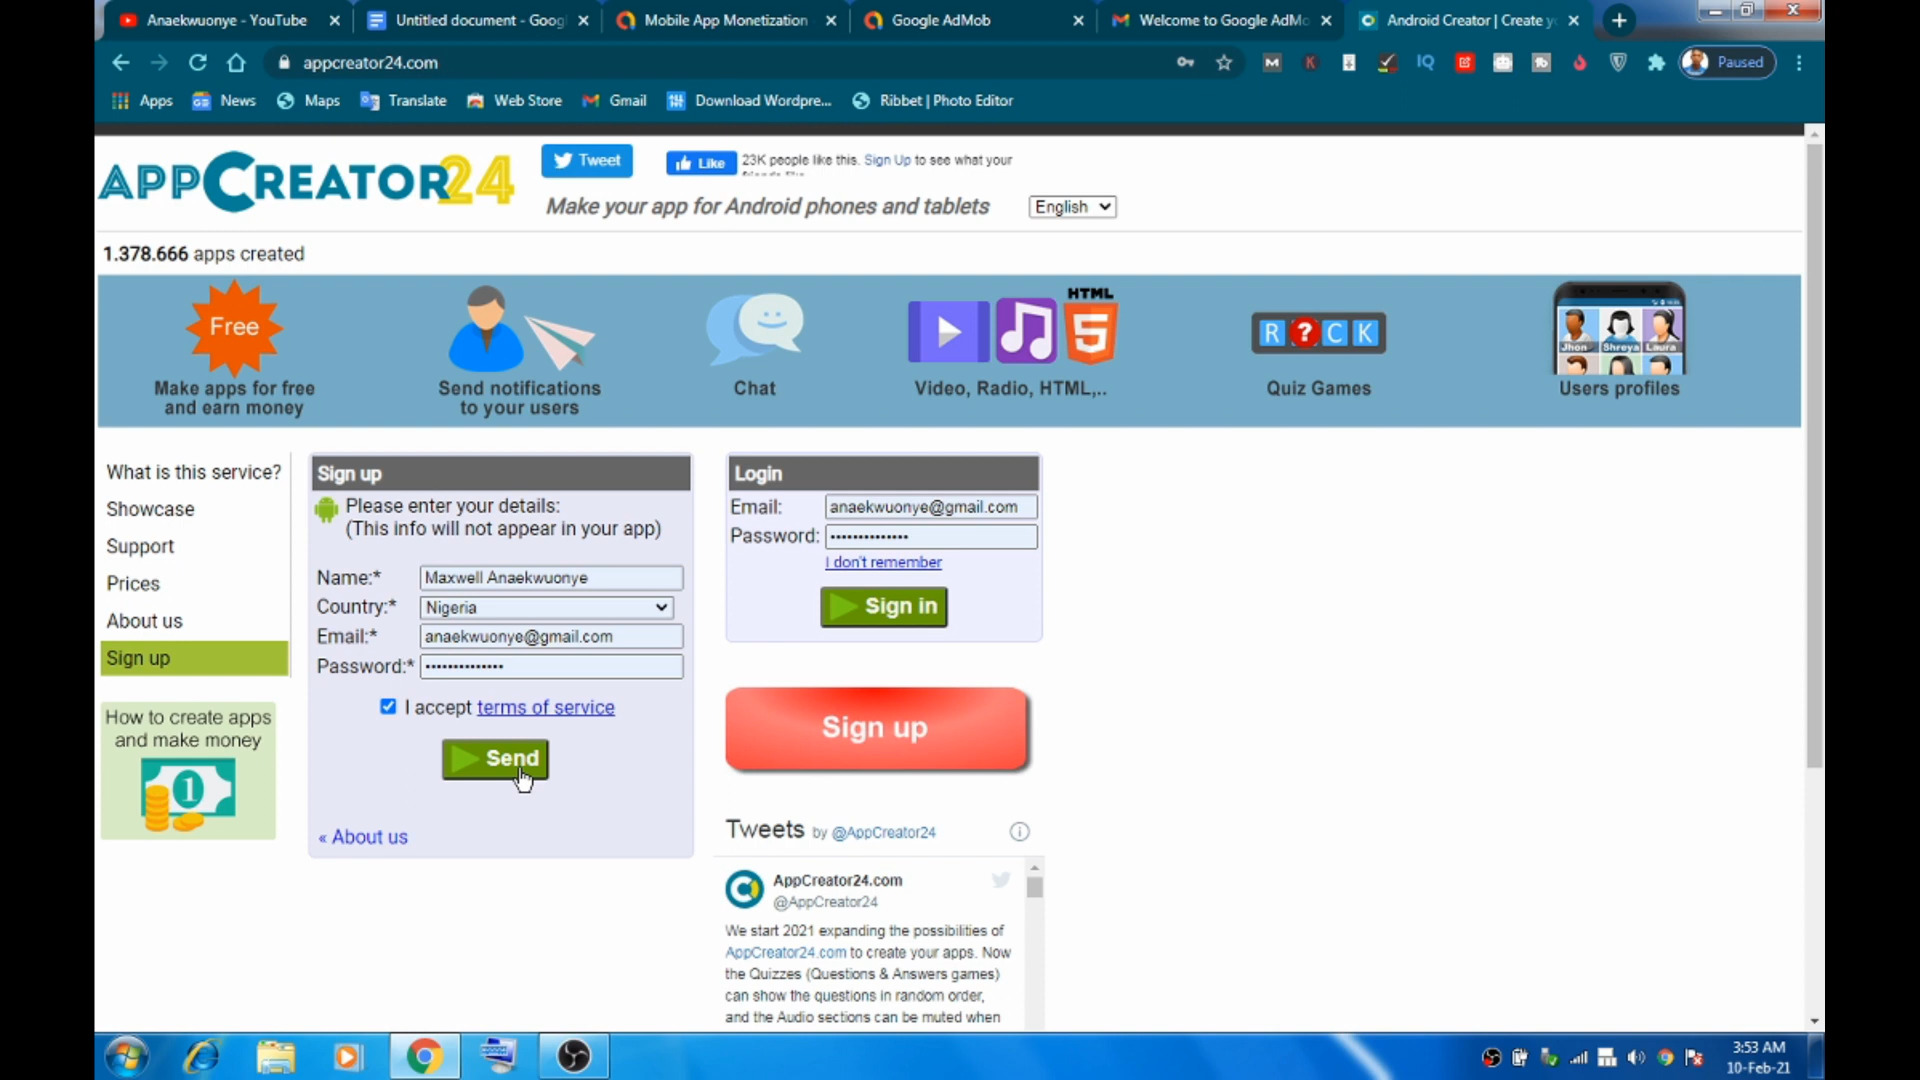 Anaekwuonye - YouTube
Untitled document - Goog
Mobile App Monetization
Google AdMob
Welcome to Google AdMo
Android Creator | Create y
appcreator24.com
Paused
Apps
News
Maps
Translate
Web Store
Gmail
Download Wordpre...
Ribbet | Photo Editor
APPCREATOR24
Tweet
Like
23K people like this. Sign Up to see what your
friends like.
Make your app for Android phones and tablets
English
1.378.666 apps created
Free
Make apps for free
and earn money
Send notifications
to your users
Chat
HTML
5
Video, Radio, HTML,..
R ? C K
Quiz Games
Jhon Shreya Laura
Users profiles
What is this service?
Showcase
Support
Prices
About us
Sign up
How to create apps
and make money
1
Sign up
Please enter your details:
(This info will not appear in your app)
Name:* Maxwell Anaekwuonye
Country:* Nigeria
Email:* anaekwuonye@gmail.com
Password:* ••••••••••••••
I accept terms of service
Send
« About us
Login
Email: anaekwuonye@gmail.com
Password: ••••••••••••••
I don't remember
Sign in
Sign up
Tweets by @AppCreator24
AppCreator24.com
@AppCreator24
We start 2021 expanding the possibilities of
AppCreator24.com to create your apps. Now
the Quizzes (Questions & Answers games)
can show the questions in random order,
and the Audio sections can be muted when
3:53 AM
10-Feb-21